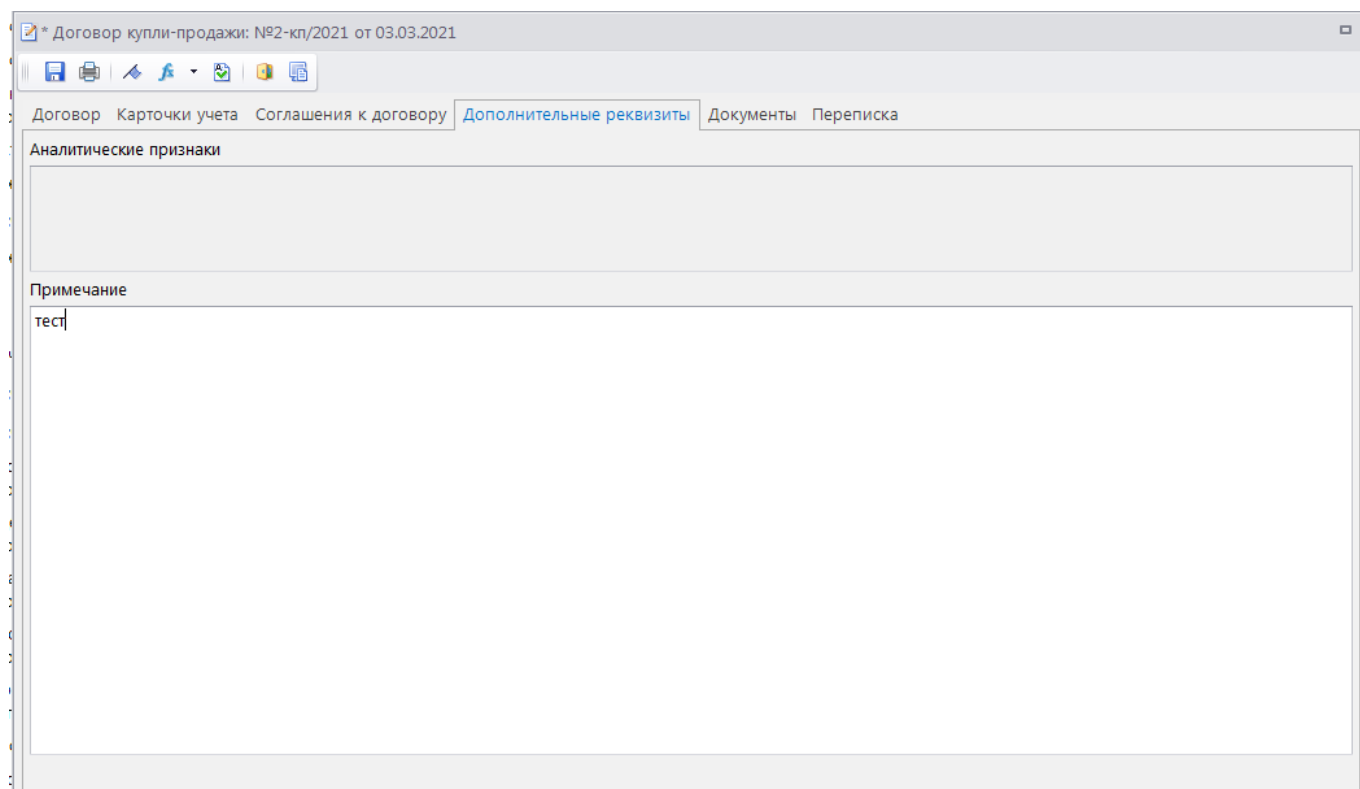 * Договор купли-продажи: №2-кп/2021 от 03.03.2021
Договор Карточки учета Соглашения к договору Дополнительные реквизиты Документы Переписка
Аналитические признаки
Примечание
тест